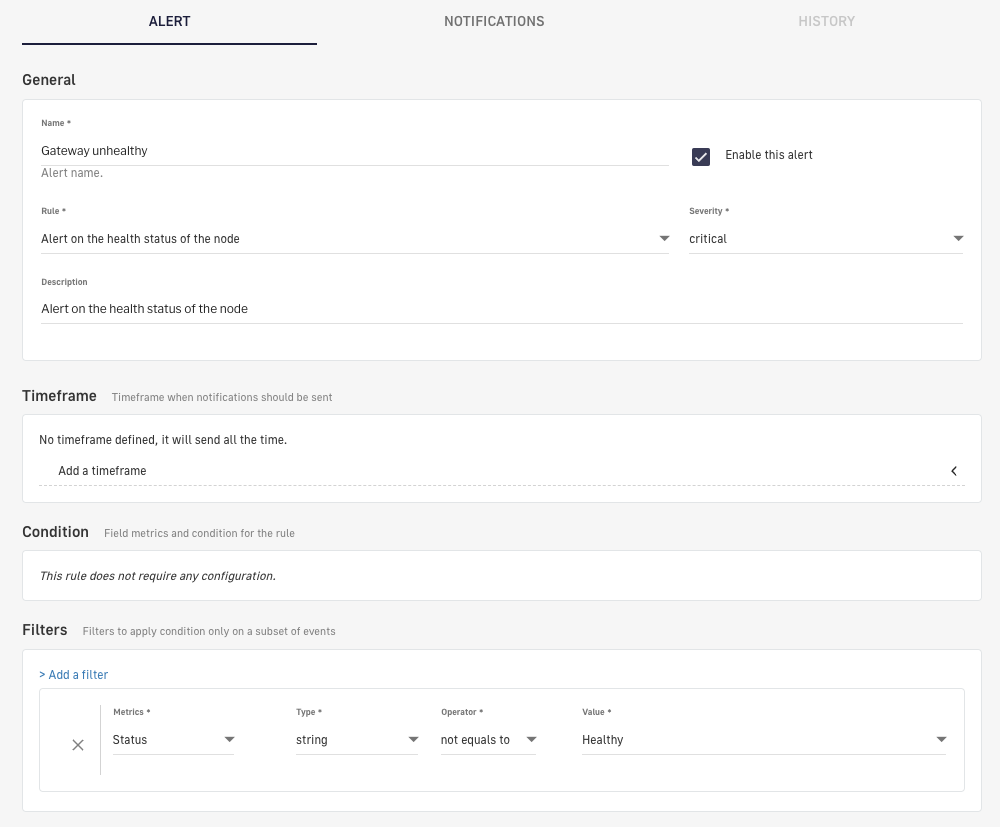 ALERT NOTIFICATIONS HISTORY
General
Name *
Gateway unhealthy
Enable this alert
Alert name.
Rule * Severity *
Alert on the health status of the node critical
Description
Alert on the health status of the node
Timeframe Timeframe when notifications should be sent
No timeframe defined, it will send all the time.
Add a timeframe
Condition Field metrics and condition for the rule
This rule does not require any configuration.
Filters Filters to apply condition only on a subset of events
> Add a filter
Metrics * Type * Operator * Value *
Status string not equals to Healthy